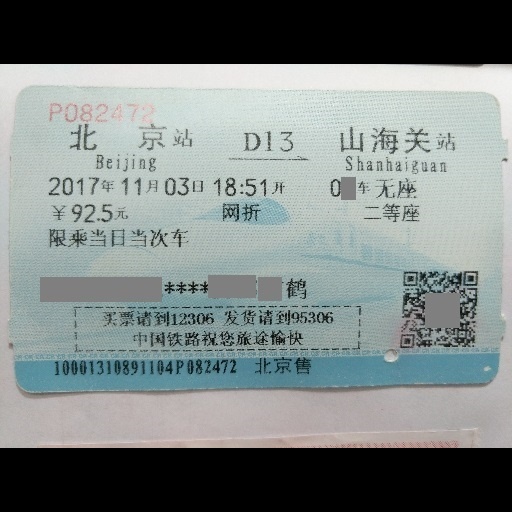 P082472
北 京 站 D13 山海关站
Beijing Shanhaiguan
2017年11月03日 18:51开 0 车 无座
￥92.5元 网折 二等座
限乘当日当次车
**** 鹤
买票请到12306 发货请到95306
中国铁路祝您旅途愉快
10001310891104P082472 北京售